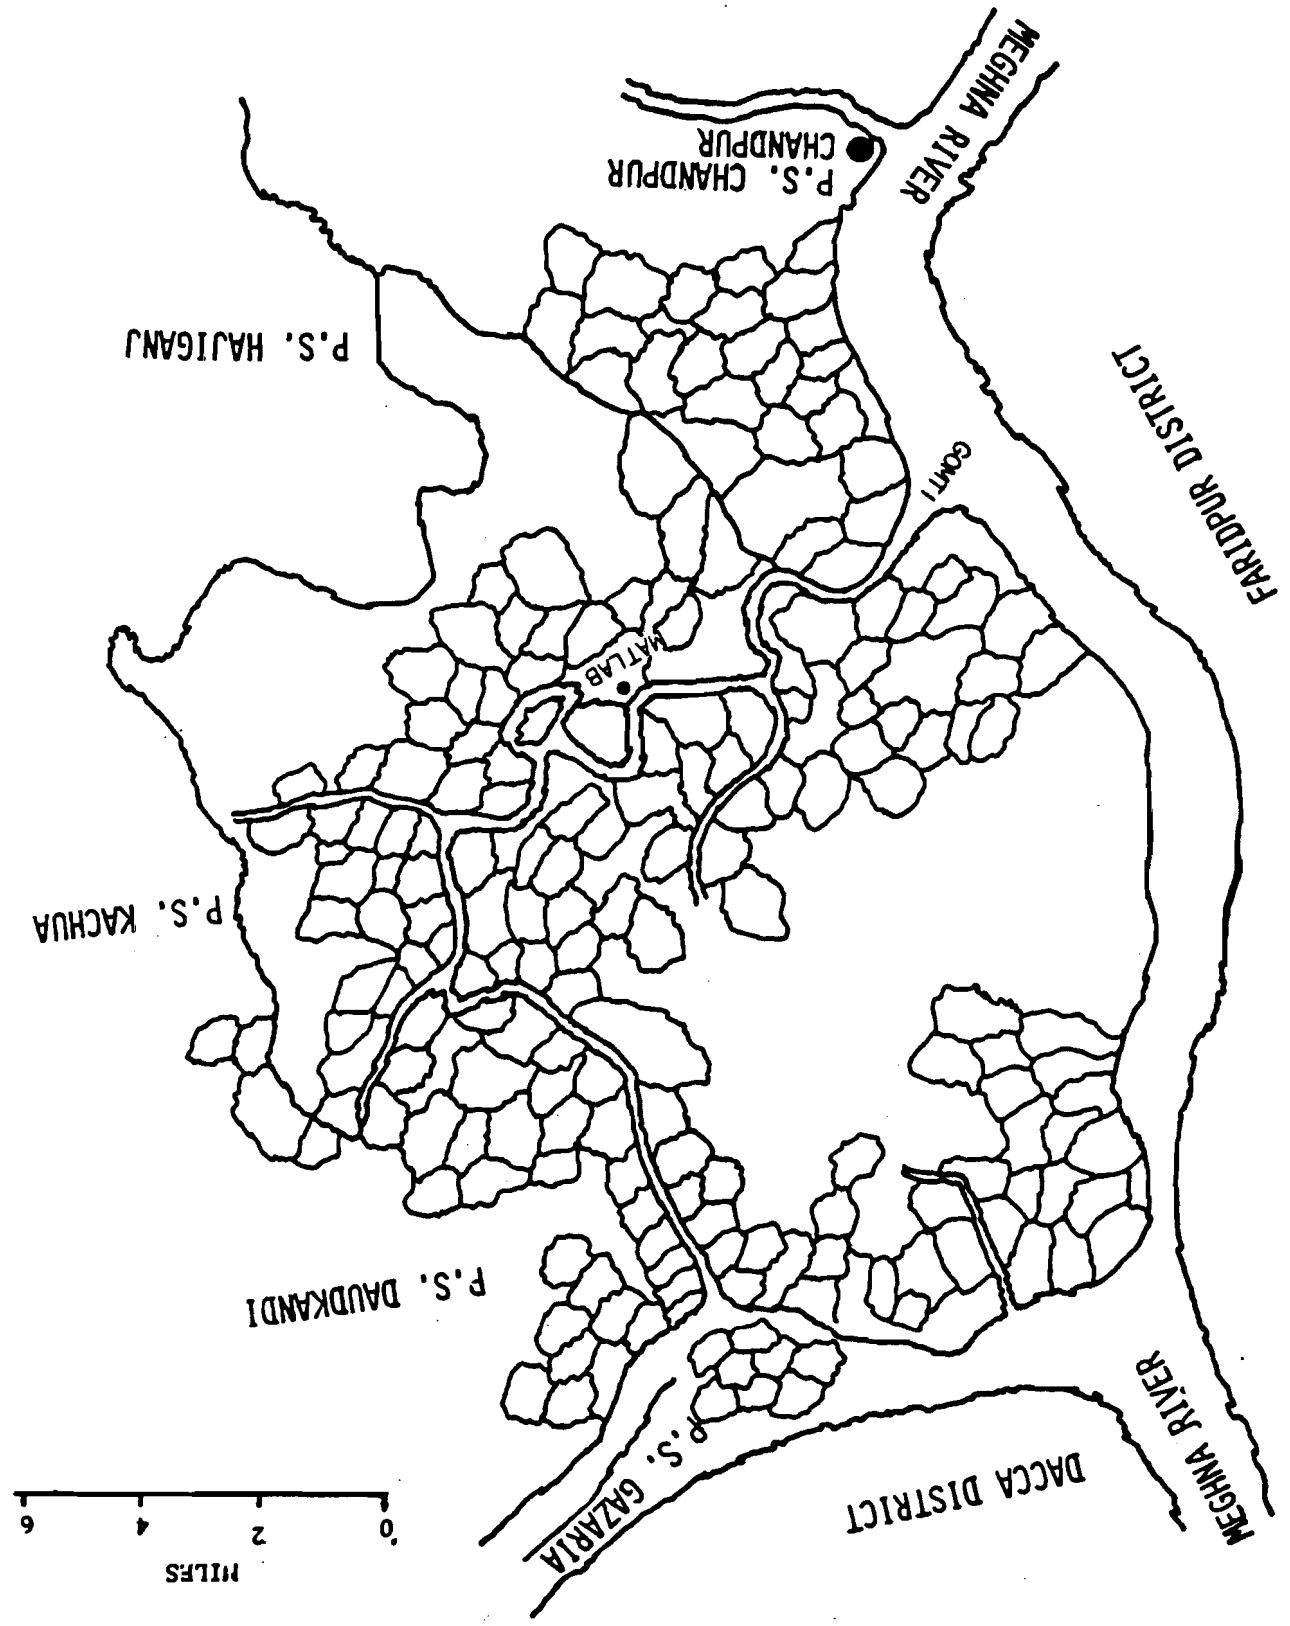 MILES
0 2 4 6
MEGHNA RIVER
DACCA DISTRICT
P.S. GAZARIA
P.S. DAUDKANDI
P.S. KACHUA
MATLAB
FARIDPUR DISTRICT
GOMTI
P.S. HAJIGANJ
P.S. CHANDPUR
CHANDPUR
MEGHNA RIVER